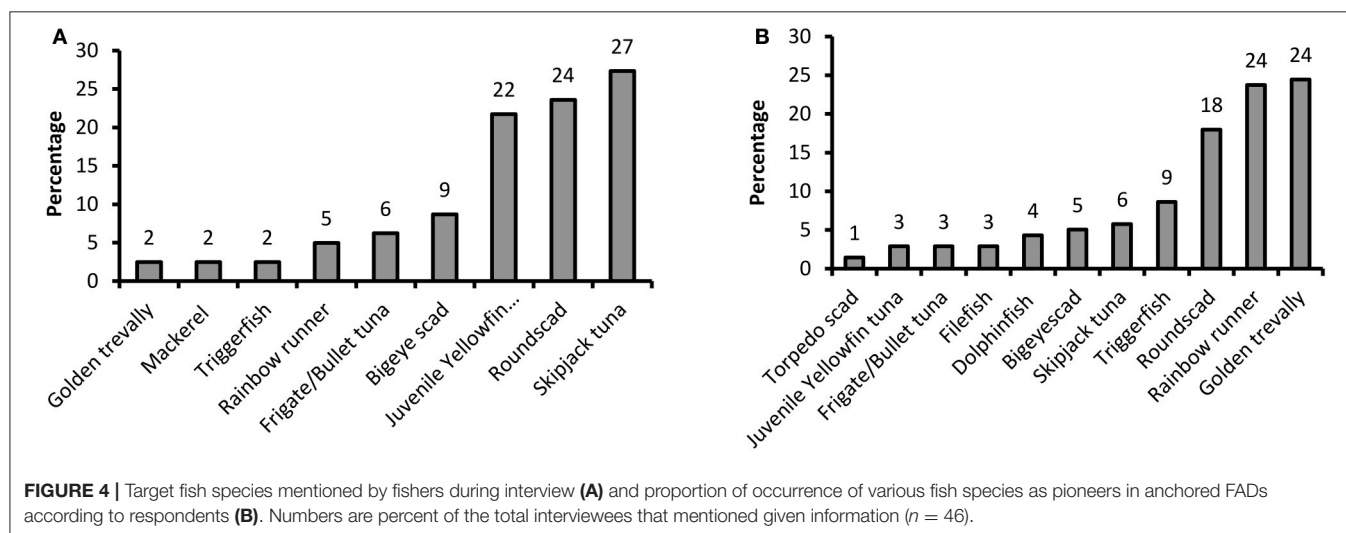 A
30
25
20
15
10
5
0
Percentage
2
2
2
5
6
9
22
24
27
Golden trevally
Mackerel
Triggerfish
Rainbow runner
Frigate/Bullet tuna
Bigeye scad
Juvenile Yellowfin...
Roundscad
Skipjack tuna
B
30
25
20
15
10
5
0
Percentage
1
3
3
3
4
5
6
9
18
24
24
Torpedo scad
Juvenile Yellowfin tuna
Frigate/Bullet tuna
Filefish
Dolphinfish
Bigeyescad
Skipjack tuna
Triggerfish
Roundscad
Rainbow runner
Golden trevally
FIGURE 4 | Target fish species mentioned by fishers during interview (A) and proportion of occurrence of various fish species as pioneers in anchored FADs
according to respondents (B). Numbers are percent of the total interviewees that mentioned given information (n = 46).